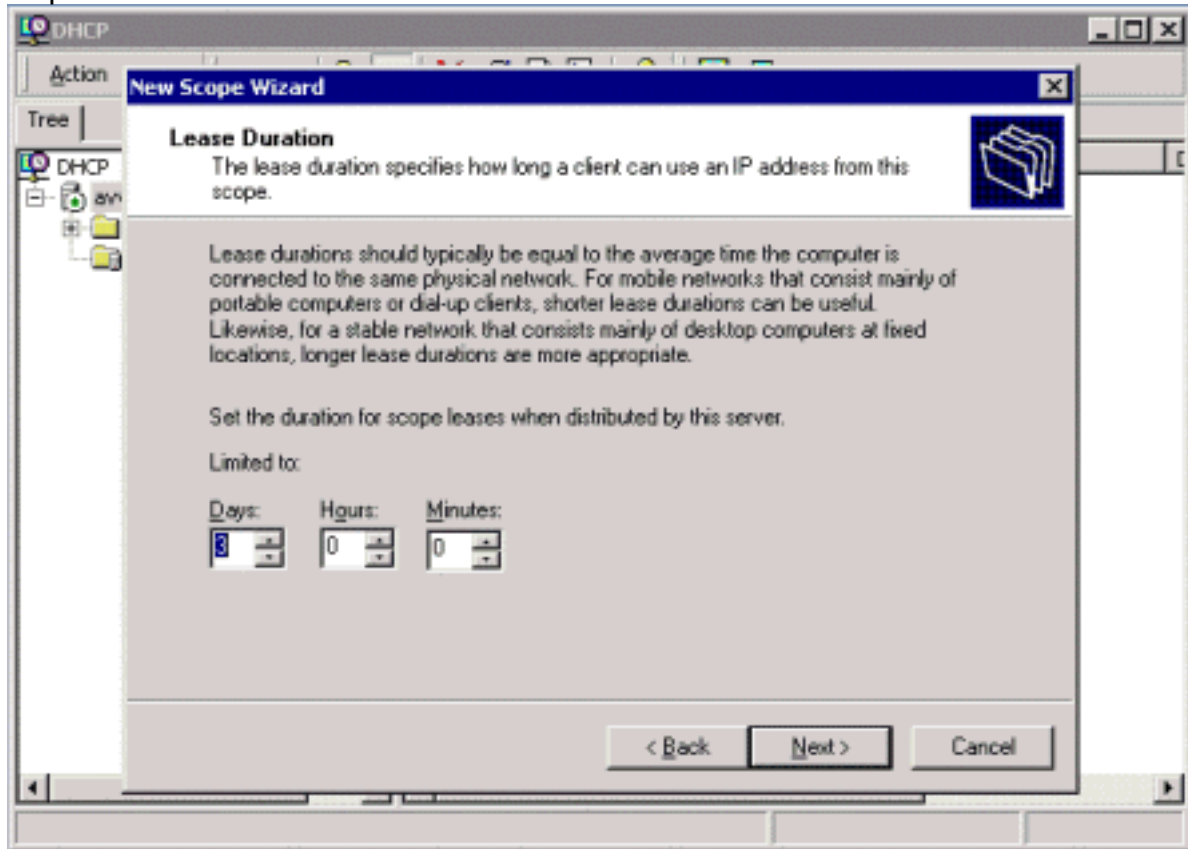 DHCP
Action
New Scope Wizard
Tree
Lease Duration
The lease duration specifies how long a client can use an IP address from this
scope.
DHCP
Lease durations should typically be equal to the average time the computer is
connected to the same physical network. For mobile networks that consist mainly of
portable computers or dial-up clients, shorter lease durations can be useful.
Likewise, for a stable network that consists mainly of desktop computers at fixed
locations, longer lease durations are more appropriate.
Set the duration for scope leases when distributed by this server.
Limited to:
Days: Hours: Minutes:
3 0 0
< Back Next > Cancel